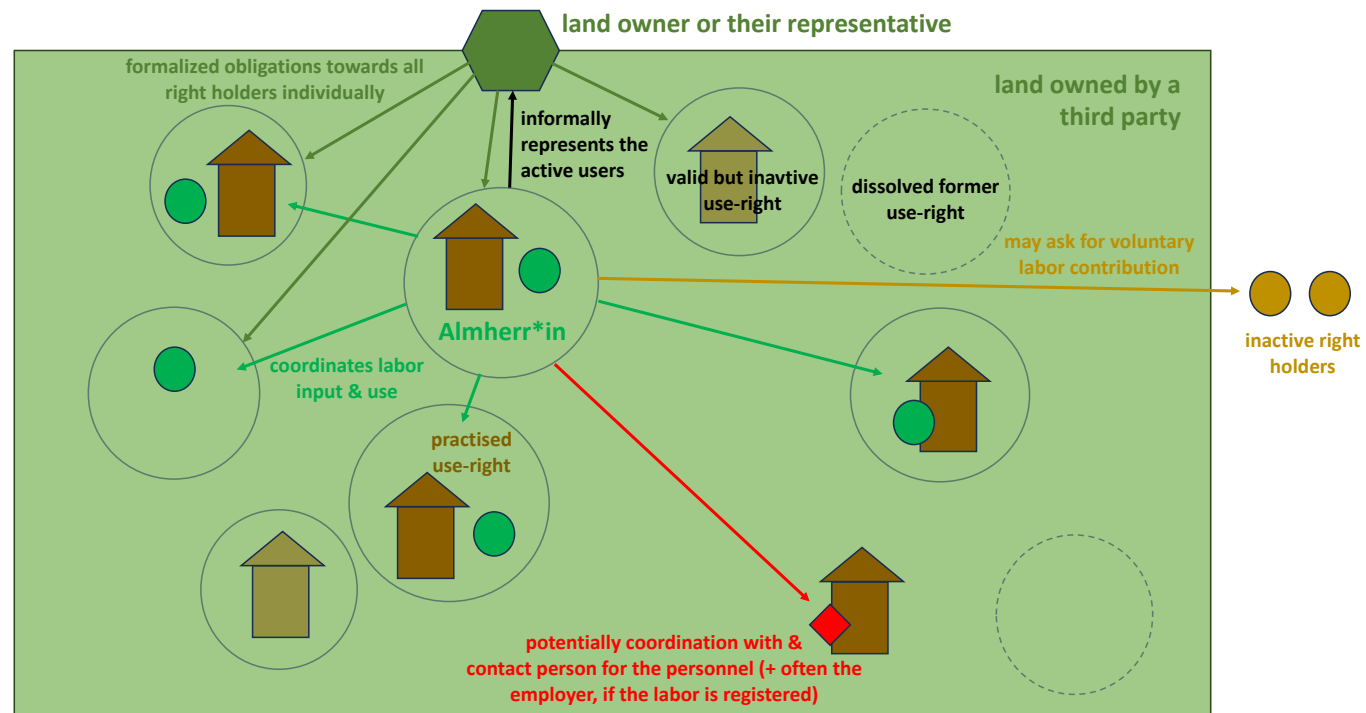 land owner or their representative
formalized obligations towards all
right holders individually
land owned by a
third party
informally
represents the
active users
valid but inavtive
use-right
dissolved former
use-right
may ask for voluntary
labor contribution
Almherr*in
inactive right
holders
coordinates labor
input & use
practised
use-right
potentially coordination with &
contact person for the personnel (+ often the
employer, if the labor is registered)